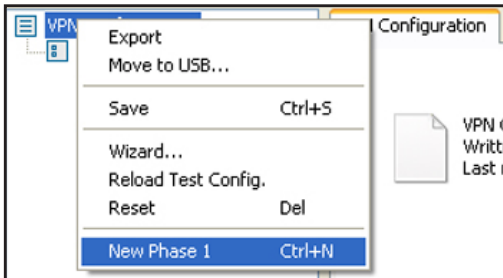 VPN
Configuration
Export
Move to USB...
Save Ctrl+S
VPN
Wizard...
Reload Test Config.
Last
Reset Del
New Phase 1 Ctrl+N